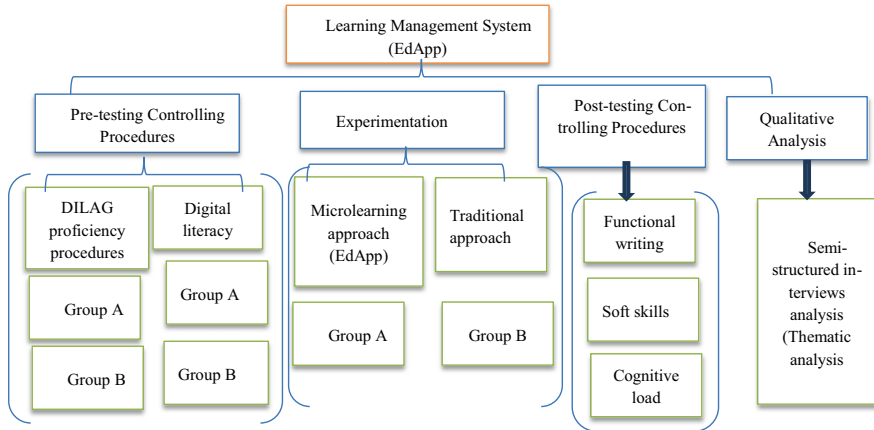 Learning Management System
(EdApp)
Pre-testing Controlling
Procedures
Experimentation
Post-testing Con-
trolling Procedures
Qualitative
Analysis
DILAG
proficiency
procedures
Digital
literacy
Group A
Group A
Group B
Group B
Microlearning
approach
(EdApp)
Traditional
approach
Group A
Group B
Functional
writing
Soft skills
Cognitive
load
Semi-
structured in-
terviews
analysis
(Thematic
analysis